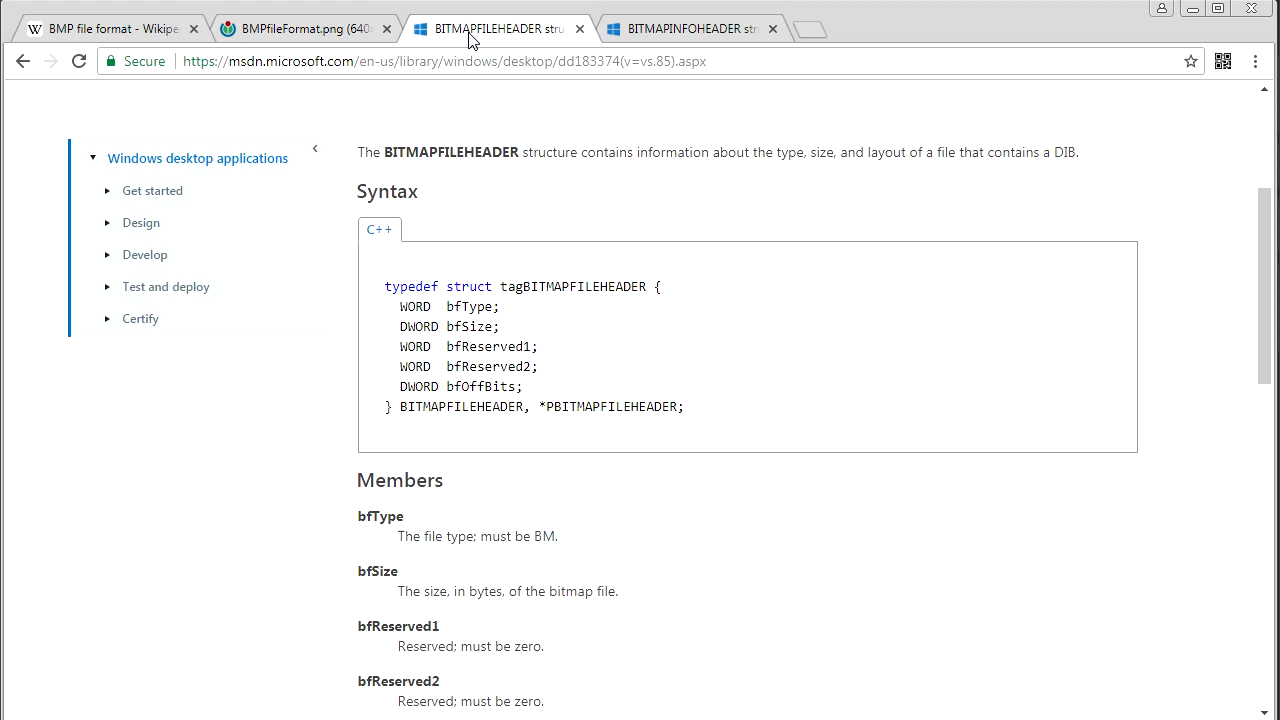 BMP file format - Wikipe
BMPfileFormat.png (640
BITMAPFILEHEADER stru
BITMAPINFOHEADER str
Secure
https://msdn.microsoft.com/en-us/library/windows/desktop/dd183374(v=vs.85).aspx
Windows desktop applications
Get started
Design
Develop
Test and deploy
Certify
The BITMAPFILEHEADER structure contains information about the type, size, and layout of a file that contains a DIB.
Syntax
C++
typedef struct tagBITMAPFILEHEADER {
WORD bfType;
DWORD bfSize;
WORD bfReserved1;
WORD bfReserved2;
DWORD bfOffBits;
} BITMAPFILEHEADER, *PBITMAPFILEHEADER;
Members
bfType
The file type; must be BM.
bfSize
The size, in bytes, of the bitmap file.
bfReserved1
Reserved; must be zero.
bfReserved2
Reserved; must be zero.